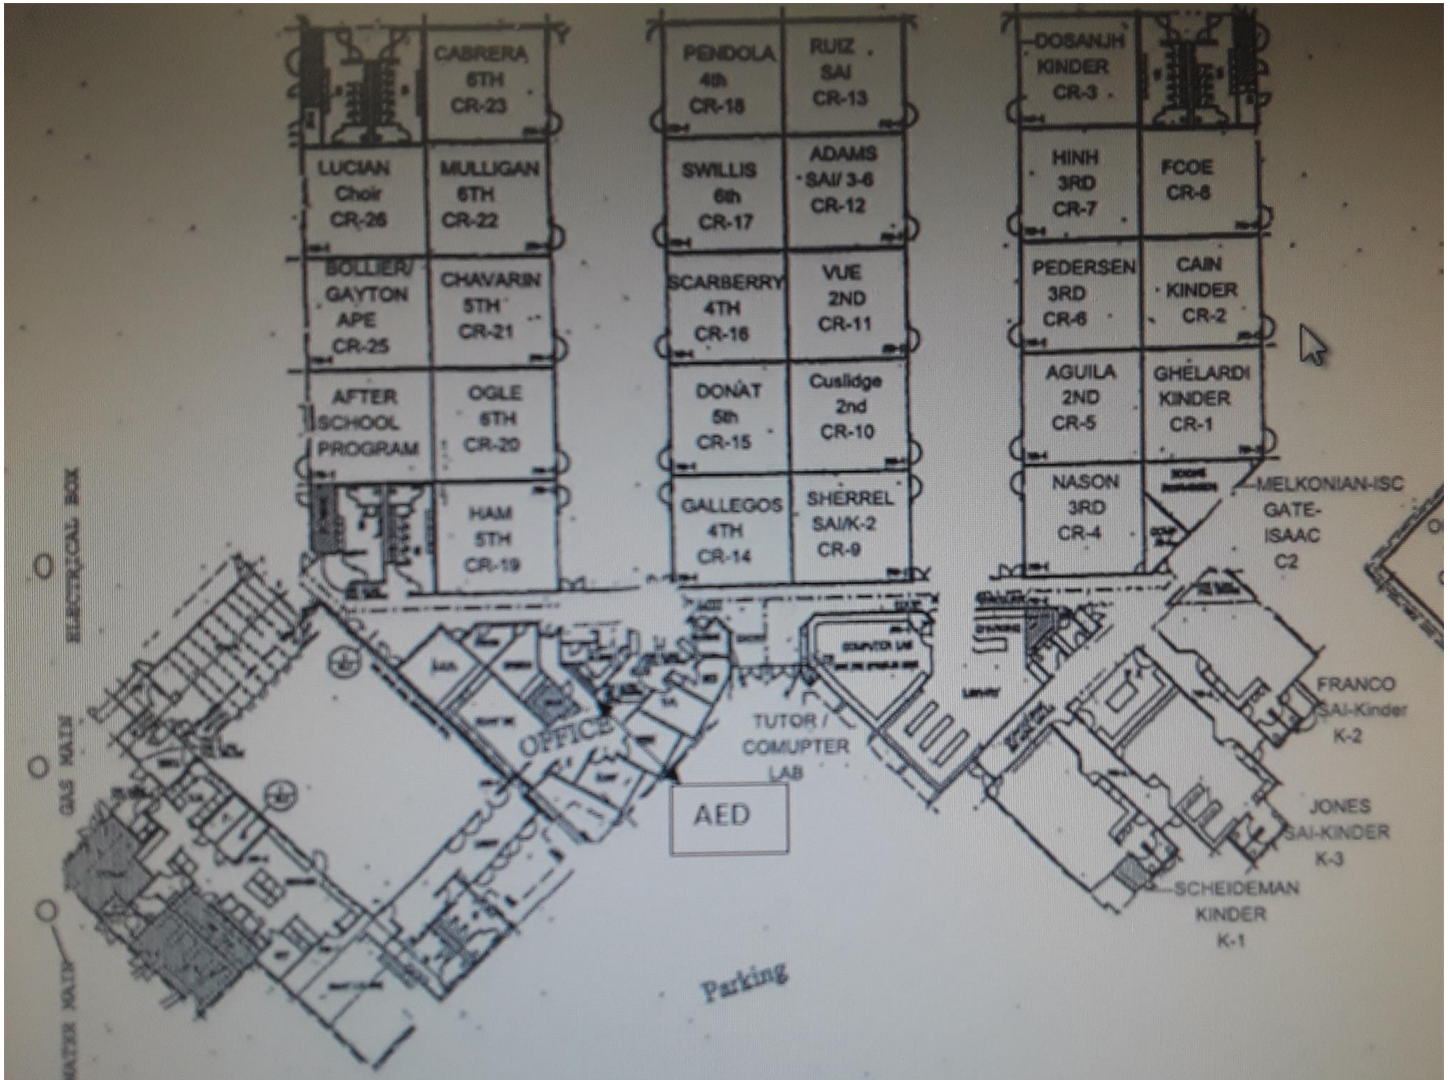 CABRERA
6TH
CR-23
PENDOLA
4th
CR-18
RUIZ
SAI
CR-13
DOSANJH
KINDER
CR-3
LUCIAN
Choir
CR-26
MULLIGAN
6TH
CR-22
SWILLIS
6th
CR-17
ADAMS
SAI/ 3-6
CR-12
HINH
3RD
CR-7
FCOE
CR-8
BOLLIER/
GAYTON
APE
CR-25
CHAVARIN
5TH
CR-21
SCARBERRY
4TH
CR-16
VUE
2ND
CR-11
PEDERSEN
3RD
CR-6
CAIN
KINDER
CR-2
AFTER
SCHOOL
PROGRAM
OGLE
6TH
CR-20
DONAT
5th
CR-15
Cuslidge
2nd
CR-10
AGUILA
2ND
CR-5
GHELARDI
KINDER
CR-1
HAM
5TH
CR-19
GALLEGOS
4TH
CR-14
SHERREL
SAI/K-2
CR-9
NASON
3RD
CR-4
MELKONIAN-ISC
GATE-
ISAAC
C2
ELECTRICAL BOX
GAS MAIN
WATER MAIN
COMPUTER LAB
LIBRARY
OFFICE
TUTOR /
COMUPTER
LAB
AED
FRANCO
SAI-Kinder
K-2
JONES
SAI-KINDER
K-3
SCHEIDEMAN
KINDER
K-1
Parking